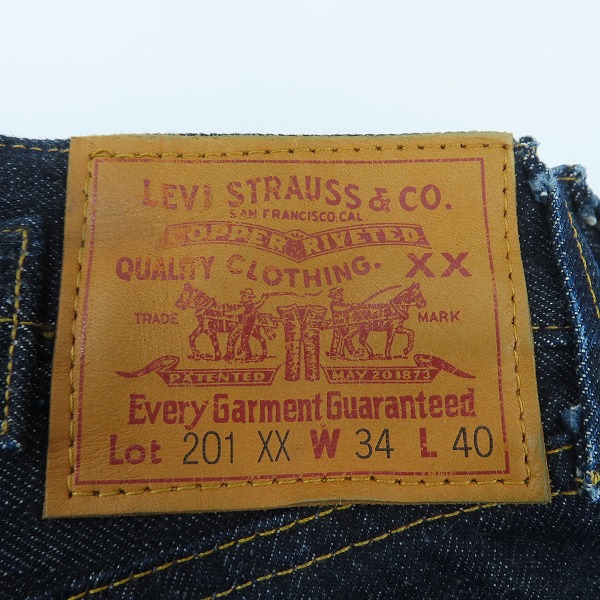 LEVI STRAUSS & CO.
SAN FRANCISCO, CAL
COPPER RIVETED
QUALITY CLOTHING. XX
TRADE MARK
PATENTED MAY 20 1873
Every Garment Guaranteed
Lot 201 XX W 34 L 40